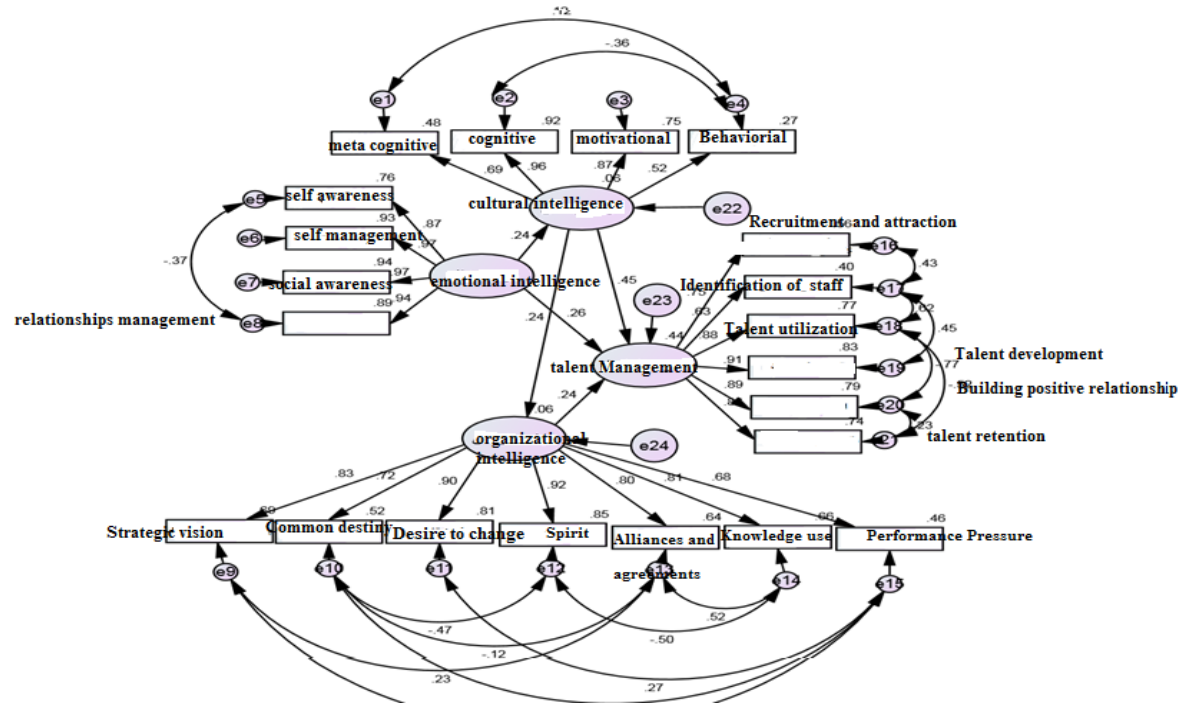 .12
-.36
e1
e2
e3
e4
.48
.92
.75
.27
meta cognitive
cognitive
motivational
Behaviorial
.69
.96
.87
.52
.06
.76
e5
self awareness
cultural intelligence
e22
.87
Recruitment and attraction
.93
e6
self management
.97
.24
e16
-.37
.94
.43
e7
social awareness
.97
emotional intelligence
.45
.40
Identification of staff
e17
.75
.63
e23
.94
.89
relationships management
e8
.24
.26
.44
.88
.77
.62
Talent utilization
e18
.45
.83
Talent development
talent Management
.91
e19
.77
.24
.89
.79
Building positive relationship
e20
.06
.74
.23
talent retention
organizational
intelligence
e24
.83
.72
.90
.92
.80
.81
.68
.52
.81
.85
.64
.66
.46
Strategic vision
Common destiny
Desire to change
Spirit
Alliances and
agreements
Knowledge use
Performance Pressure
e9
e10
e11
e12
e13
e14
e15
.52
-.47
-.50
-.12
.23
.27